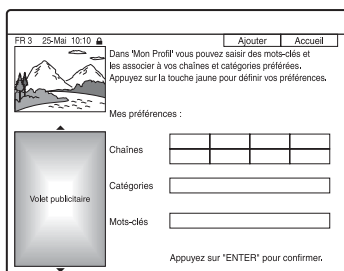 FR 3 25-Mai 10:10 Ajouter Accueil
Dans 'Mon Profil' vous pouvez saisir des mots-clés et
les associer à vos chaînes et catégories préférées.
Appuyez sur la touche jaune pour définir vos préférences.
Mes préférences :
Chaînes
Catégories
Volet publicitaire
Mots-clés
Appuyez sur "ENTER" pour confirmer.